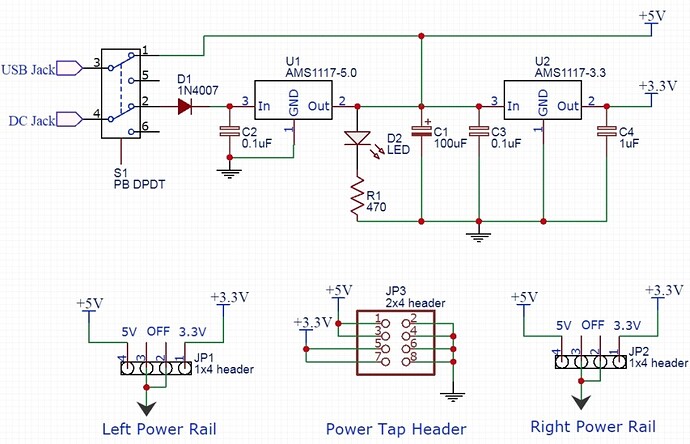 +5V
USB Jack
3
1
5
DC Jack
4
2
6
S1
PB DPDT
D1
1N4007
C2
0.1uF
U1
AMS1117-5.0
3
In
GND
Out
2
1
D2
LED
R1
470
+
C1
100uF
C3
0.1uF
U2
AMS1117-3.3
3
In
GND
Out
2
1
+3.3V
C4
1uF
+5V
+3.3V
5V OFF 3.3V
4 3 2 1
JP1
1x4 header
Left Power Rail
+5V
+3.3V
JP3
2x4 header
1 2
3 4
5 6
7 8
Power Tap Header
+5V
+3.3V
5V OFF 3.3V
4 3 2 1
JP2
1x4 header
Right Power Rail